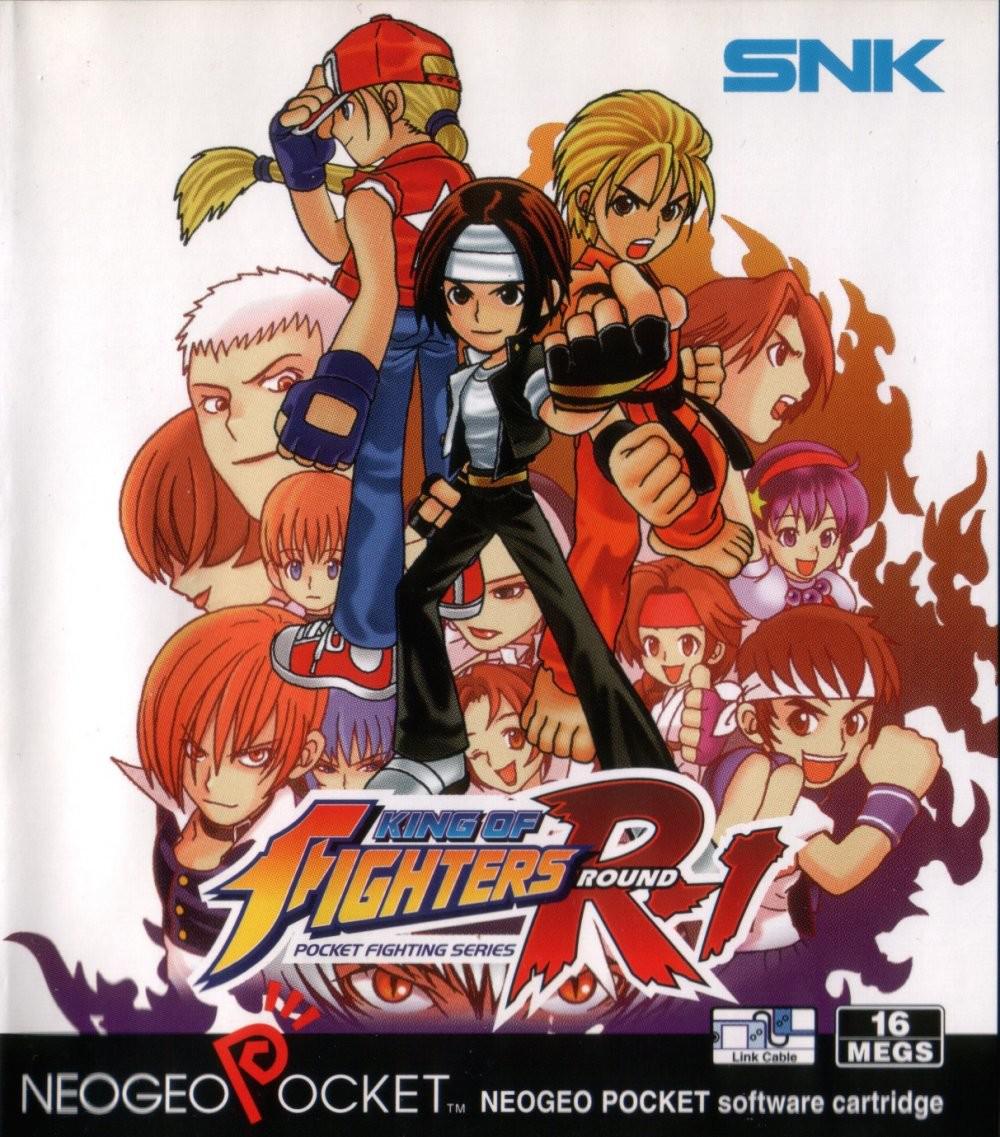 SNK
KING OF
FIGHTERS
ROUND
R-1
POCKET FIGHTING SERIES
Link Cable
16
MEGS
NEOGEO POCKET™
NEOGEO POCKET software cartridge